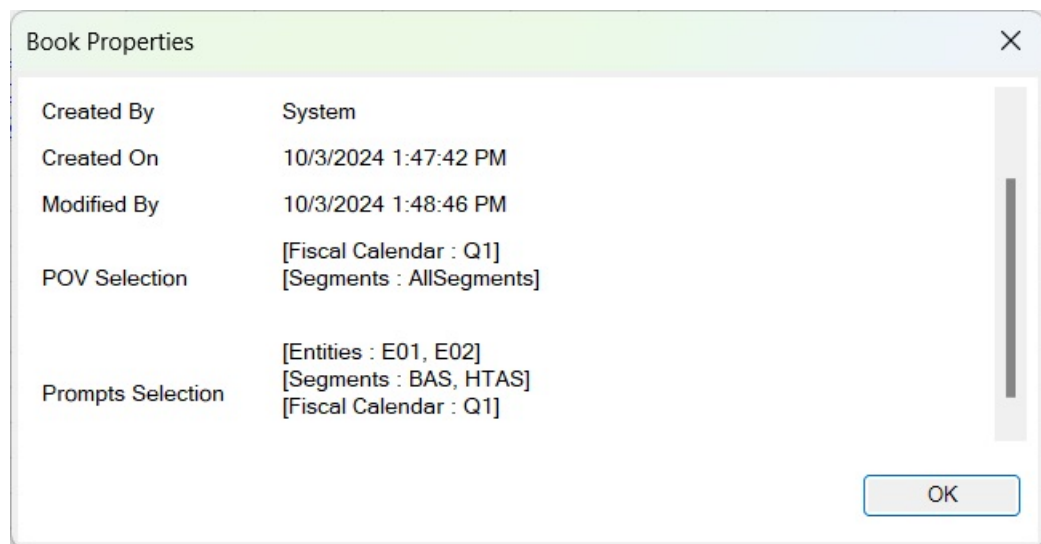 Book Properties
Created By System
Created On 10/3/2024 1:47:42 PM
Modified By 10/3/2024 1:48:46 PM
[Fiscal Calendar : Q1]
POV Selection [Segments : AllSegments]
[Entities : E01, E02]
Prompts Selection [Segments : BAS, HTAS]
[Fiscal Calendar : Q1]
OK